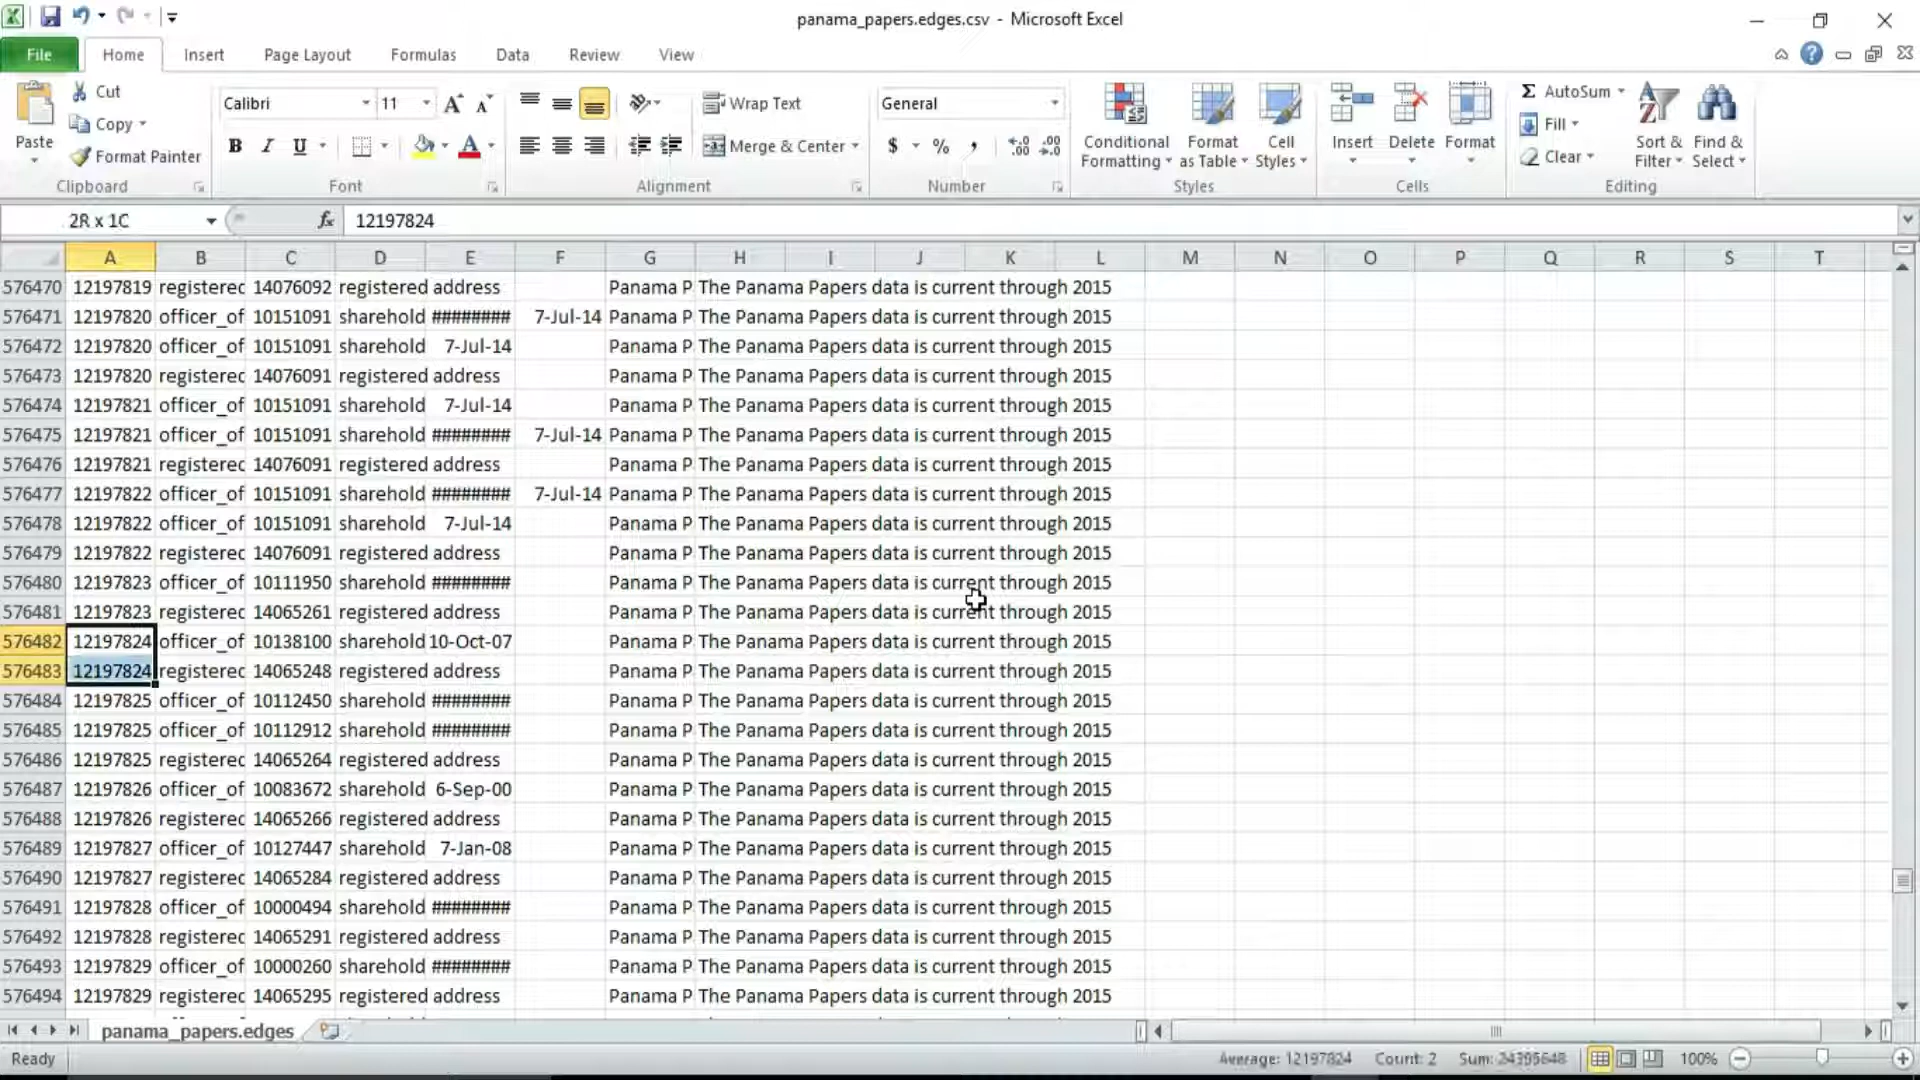 panama_papers.edges.csv - Microsoft Excel
File Home Insert Page Layout Formulas Data Review View
Cut
Copy
Format Painter
Paste
Clipboard
Calibri 11
B I U
Font
Wrap Text
Merge & Center
Alignment
General
$ % ,
Number
Conditional Formatting
Format as Table
Cell Styles
Styles
Insert Delete Format
Cells
AutoSum
Fill
Clear
Sort & Filter
Find & Select
Editing
2R x 1C fx 12197824
A B C D E F G H I J K L M N O P Q R S T
576470 12197819 registered 14076092 registered address Panama P The Panama Papers data is current through 2015
576471 12197820 officer_of 10151091 sharehold ######## 7-Jul-14 Panama P The Panama Papers data is current through 2015
576472 12197820 officer_of 10151091 sharehold 7-Jul-14 Panama P The Panama Papers data is current through 2015
576473 12197820 registered 14076091 registered address Panama P The Panama Papers data is current through 2015
576474 12197821 officer_of 10151091 sharehold 7-Jul-14 Panama P The Panama Papers data is current through 2015
576475 12197821 officer_of 10151091 sharehold ######## 7-Jul-14 Panama P The Panama Papers data is current through 2015
576476 12197821 registered 14076091 registered address Panama P The Panama Papers data is current through 2015
576477 12197822 officer_of 10151091 sharehold ######## 7-Jul-14 Panama P The Panama Papers data is current through 2015
576478 12197822 officer_of 10151091 sharehold 7-Jul-14 Panama P The Panama Papers data is current through 2015
576479 12197822 registered 14076091 registered address Panama P The Panama Papers data is current through 2015
576480 12197823 officer_of 10111950 sharehold ######## Panama P The Panama Papers data is current through 2015
576481 12197823 registered 14065261 registered address Panama P The Panama Papers data is current through 2015
576482 12197824 officer_of 10138100 sharehold 10-Oct-07 Panama P The Panama Papers data is current through 2015
576483 12197824 registered 14065248 registered address Panama P The Panama Papers data is current through 2015
576484 12197825 officer_of 10112450 sharehold ######## Panama P The Panama Papers data is current through 2015
576485 12197825 officer_of 10112912 sharehold ######## Panama P The Panama Papers data is current through 2015
576486 12197825 registered 14065264 registered address Panama P The Panama Papers data is current through 2015
576487 12197826 officer_of 10083672 sharehold 6-Sep-00 Panama P The Panama Papers data is current through 2015
576488 12197826 registered 14065266 registered address Panama P The Panama Papers data is current through 2015
576489 12197827 officer_of 10127447 sharehold 7-Jan-08 Panama P The Panama Papers data is current through 2015
576490 12197827 registered 14065284 registered address Panama P The Panama Papers data is current through 2015
576491 12197828 officer_of 10000494 sharehold ######## Panama P The Panama Papers data is current through 2015
576492 12197828 registered 14065291 registered address Panama P The Panama Papers data is current through 2015
576493 12197829 officer_of 10000260 sharehold ######## Panama P The Panama Papers data is current through 2015
576494 12197829 registered 14065295 registered address Panama P The Panama Papers data is current through 2015
panama_papers.edges
Ready Average: 12197824 Count: 2 Sum: 24395648 100%